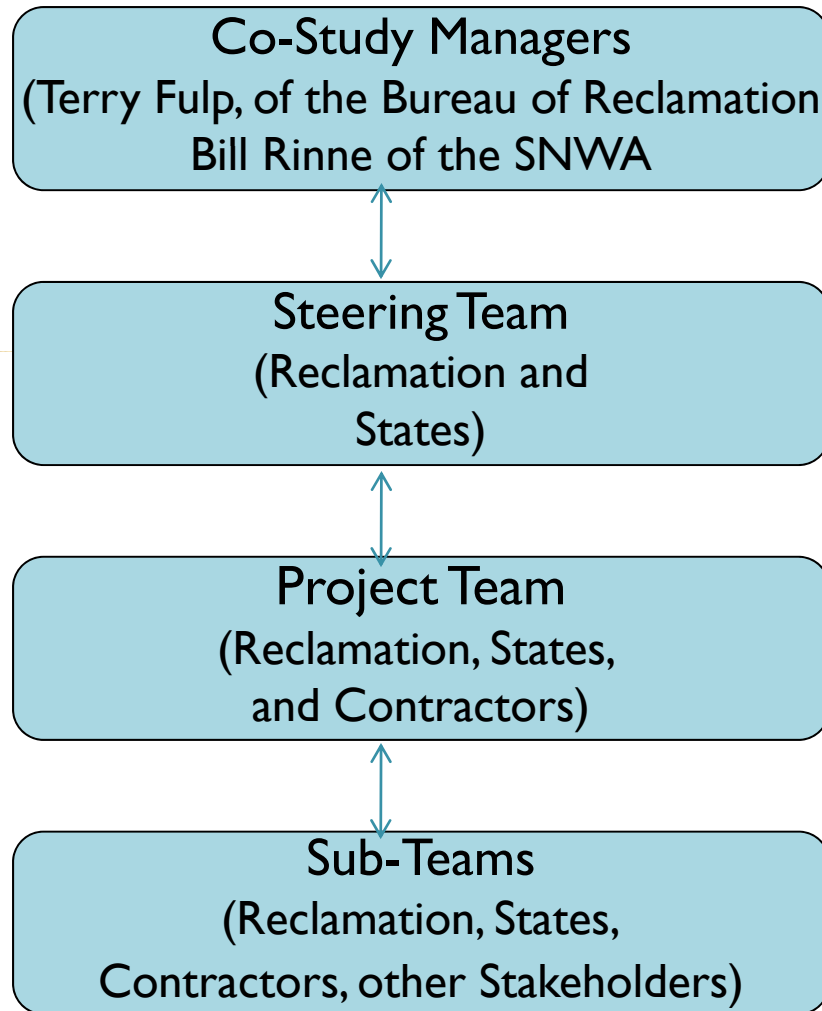 Co-Study Managers
(Terry Fulp, of the Bureau of Reclamation
Bill Rinne of the SNWA
Steering Team
(Reclamation and
States)
Project Team
(Reclamation, States,
and Contractors)
Sub-Teams
(Reclamation, States,
Contractors, other Stakeholders)